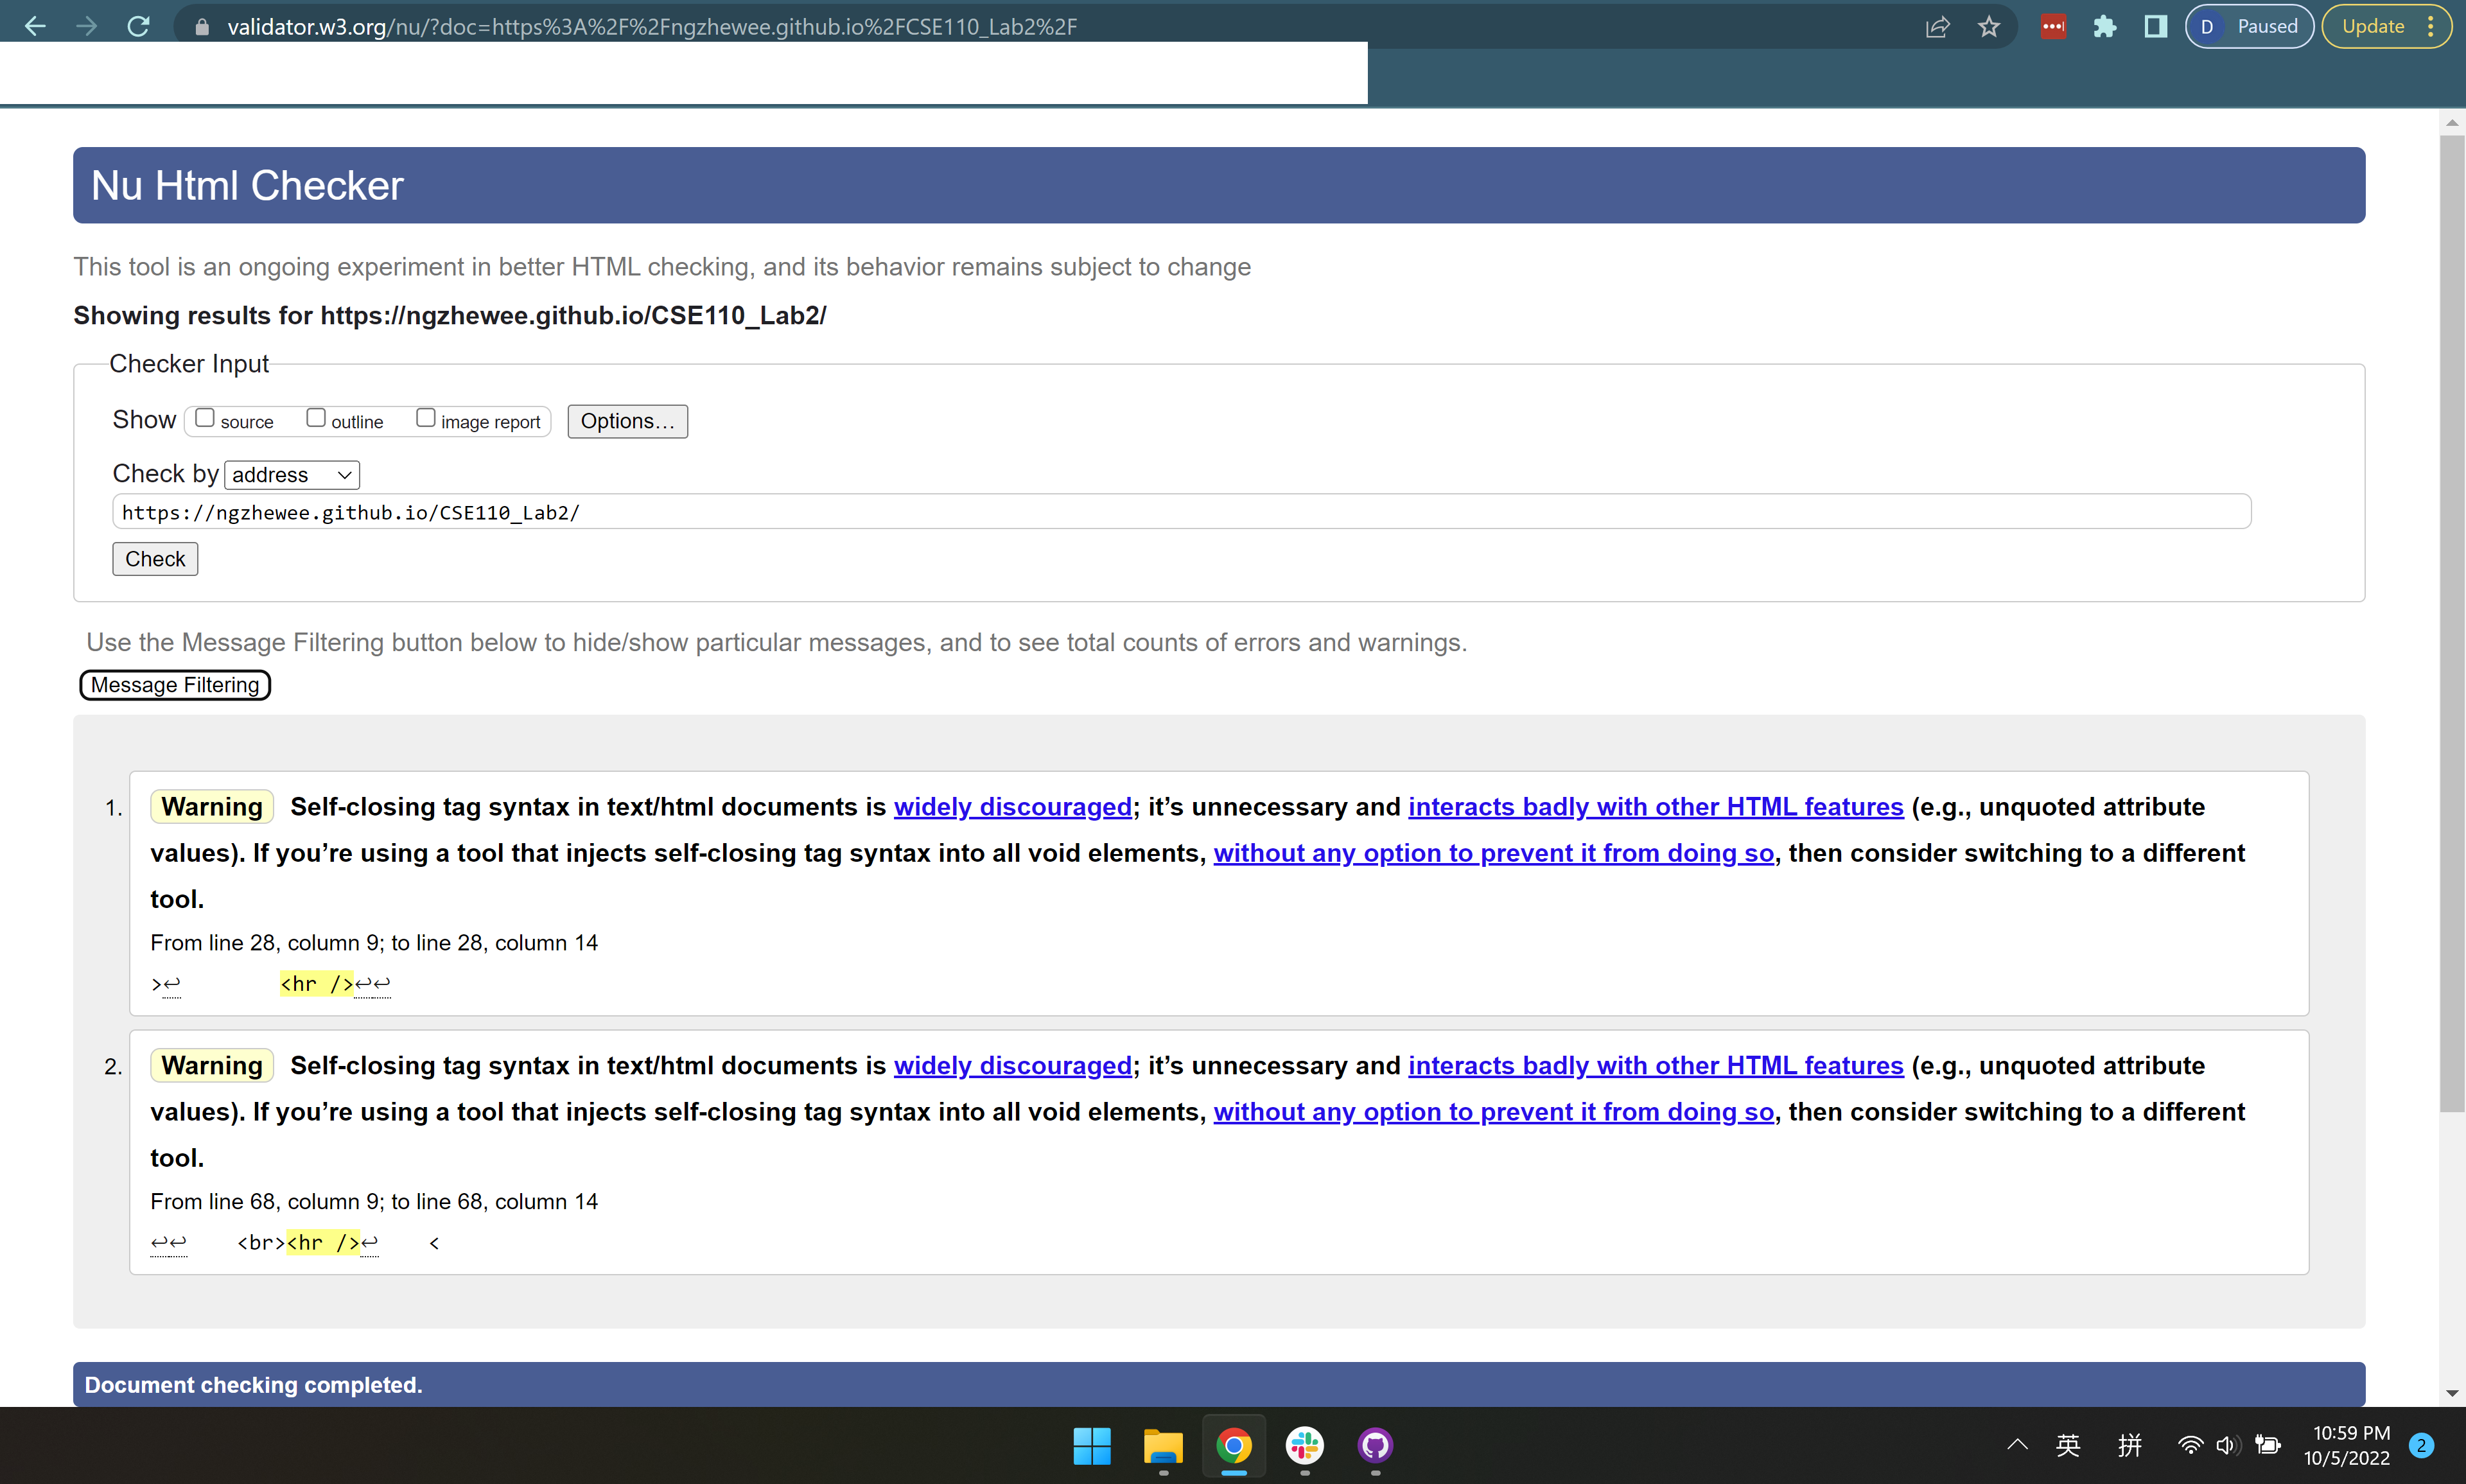 validator.w3.org/nu/?doc=https%3A%2F%2Fngzhewee.github.io%2FCSE110_Lab2%2F
D Paused
Update
Nu Html Checker
This tool is an ongoing experiment in better HTML checking, and its behavior remains subject to change
Showing results for https://ngzhewee.github.io/CSE110_Lab2/
Checker Input
Show source outline image report Options...
Check by address
https://ngzhewee.github.io/CSE110_Lab2/
Check
Use the Message Filtering button below to hide/show particular messages, and to see total counts of errors and warnings.
Message Filtering
1. Warning Self-closing tag syntax in text/html documents is widely discouraged; it’s unnecessary and interacts badly with other HTML features (e.g., unquoted attribute
values). If you’re using a tool that injects self-closing tag syntax into all void elements, without any option to prevent it from doing so, then consider switching to a different
tool.
From line 28, column 9; to line 28, column 14
>↩ <hr />↩↩
2. Warning Self-closing tag syntax in text/html documents is widely discouraged; it’s unnecessary and interacts badly with other HTML features (e.g., unquoted attribute
values). If you’re using a tool that injects self-closing tag syntax into all void elements, without any option to prevent it from doing so, then consider switching to a different
tool.
From line 68, column 9; to line 68, column 14
↩↩ <br><hr />↩ <
Document checking completed.
英 拼
10:59 PM
10/5/2022
2